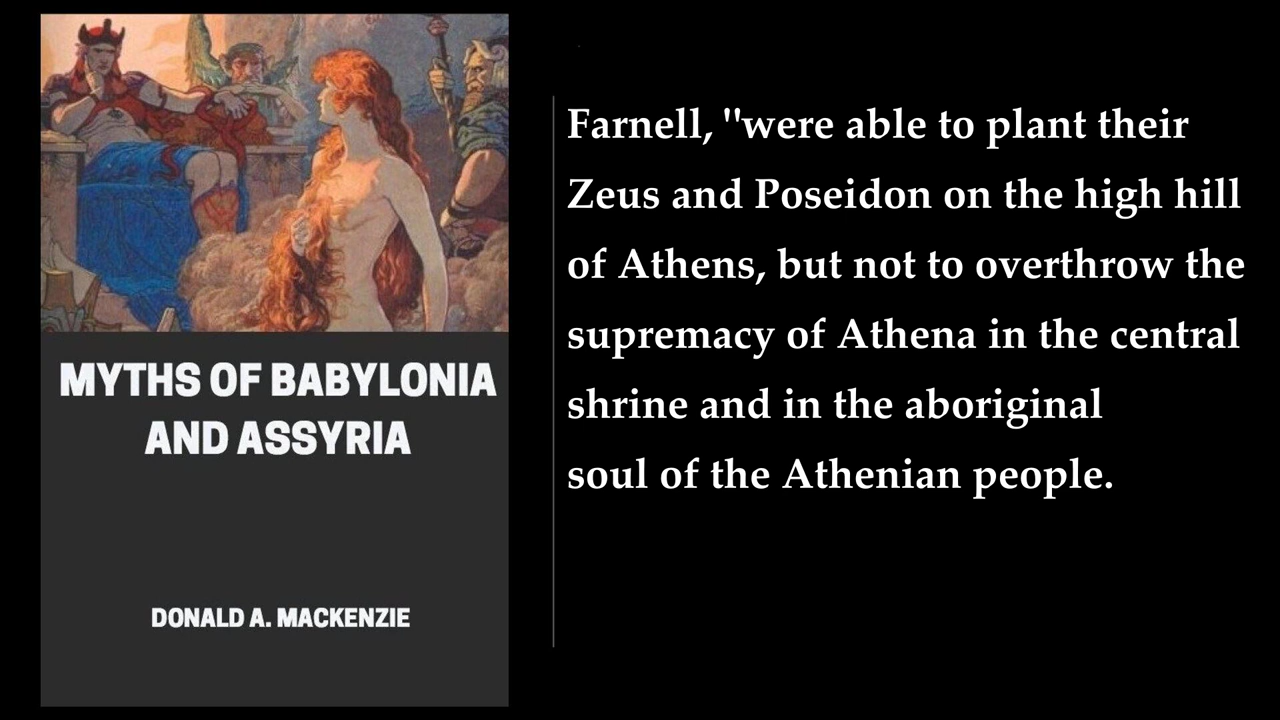 MYTHS OF BABYLONIA
AND ASSYRIA
DONALD A. MACKENZIE
Farnell, "were able to plant their
Zeus and Poseidon on the high hill
of Athens, but not to overthrow the
supremacy of Athena in the central
shrine and in the aboriginal
soul of the Athenian people.